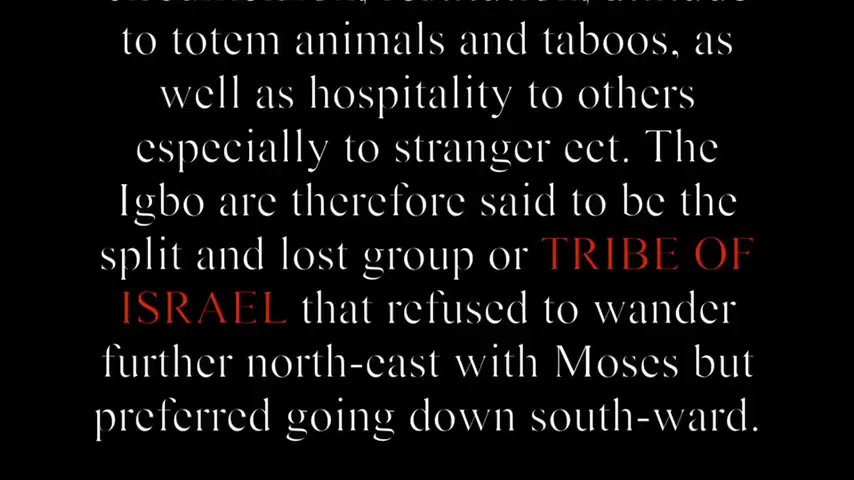 to totem animals and taboos, as
well as hospitality to others
especially to stranger ect. The
Igbo are therefore said to be the
split and lost group or TRIBE OF
ISRAEL that refused to wander
further north-east with Moses but
preferred going down south-ward.